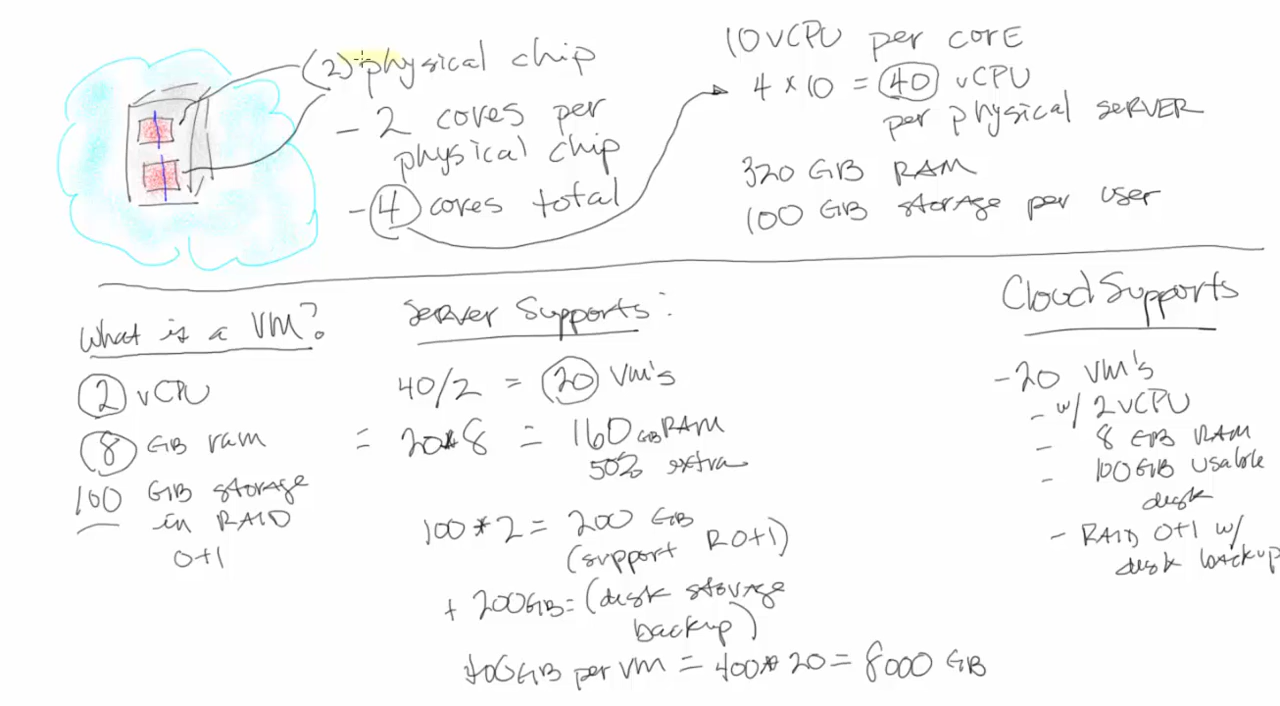 (2) physical chip
- 2 cores per
physical chip
- 4 cores total
10 vCPU per core
4 x 10 = 40 vCPU
per physical server
320 GB RAM
100 GB storage per user
What is a VM?
2 vCPU
8 GB ram
100 GB storage
in RAID
0+1
Server Supports:
40/2 = 20 VM's
= 20*8 = 160 GB RAM
50% extra
100 * 2 = 200 GB
(support R0+1)
+ 200GB = (desk storage
backup)
400GB per VM = 400*20 = 8000 GB
Cloud Supports
- 20 VM's
- w/ 2 vCPU
- 8 GB RAM
- 100 GB usable
desk
- RAID 0+1 w/
desk backup